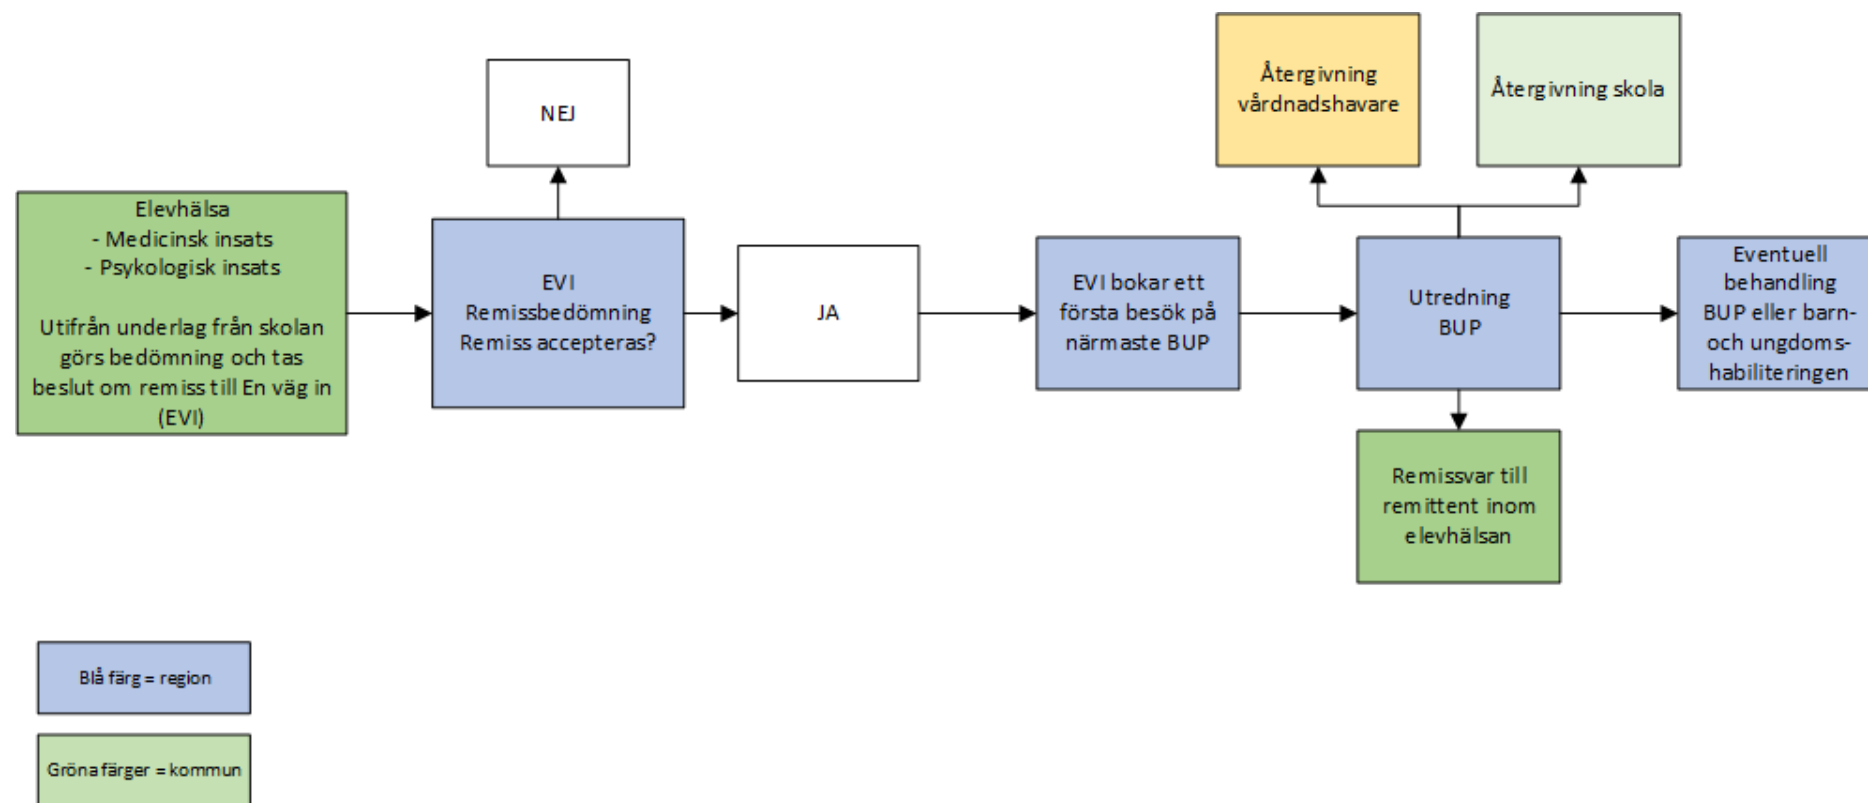 Elevhälsa
- Medicinsk insats
- Psykologisk insats
Utifrån underlag från skolan
görs bedömning och tas
beslut om remiss till En väg in
(EVI)
NEJ
EVI
Remissbedömning
Remiss accepteras?
JA
EVI bokar ett
första besök på
närmaste BUP
Återgivning
vårdnadshavare
Återgivning skola
Utredning
BUP
Eventuell
behandling
BUP eller barn-
och ungdoms-
habiliteringen
Remissvar till
remittent inom
elevhälsan
Blå färg = region
Gröna färger = kommun